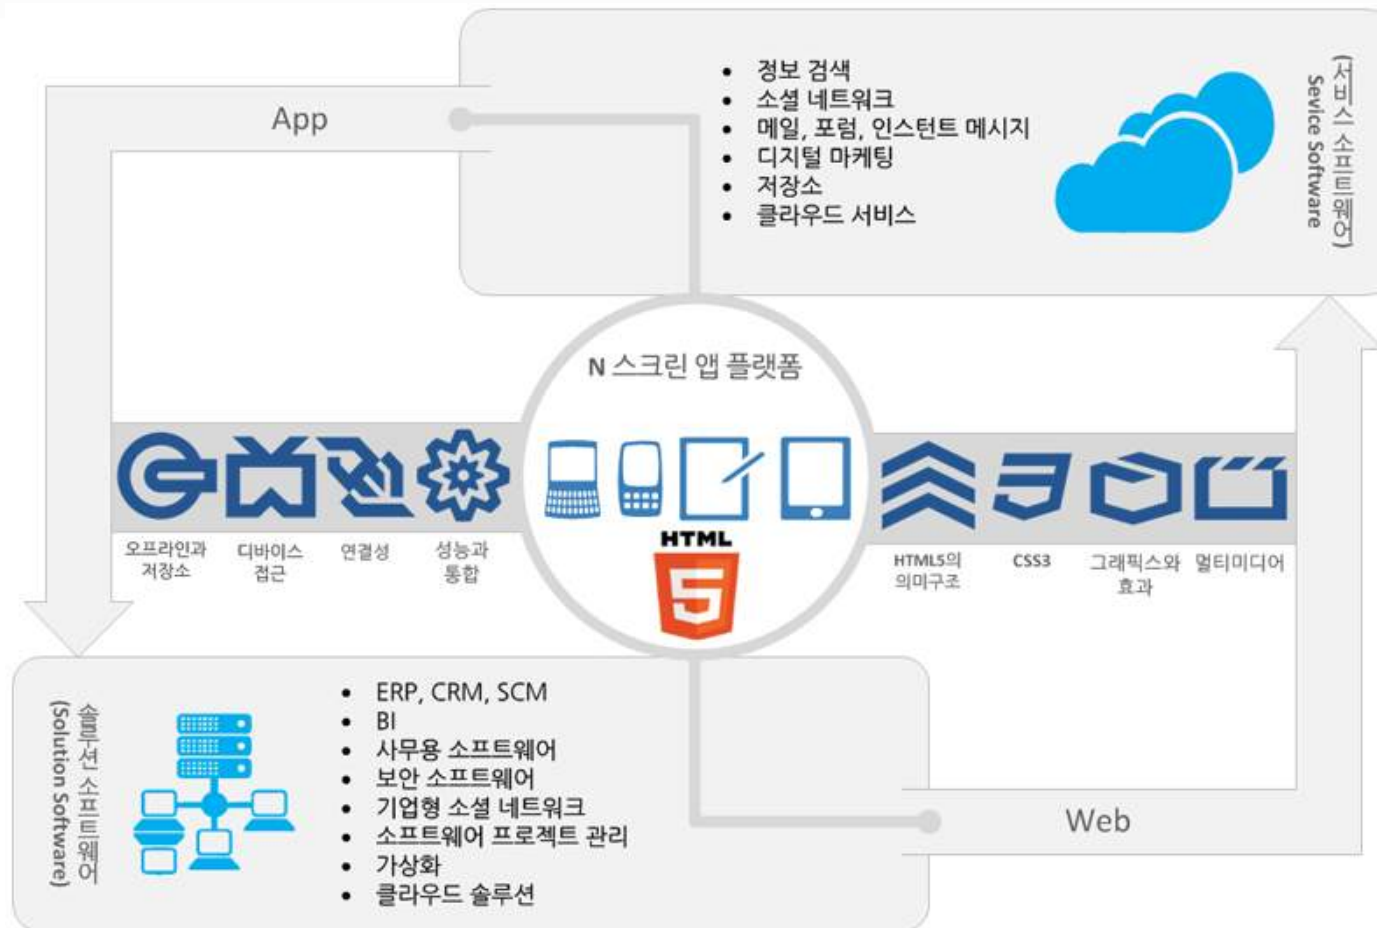 App
• 정보 검색
• 소셜 네트워크
• 메일, 포럼, 인스턴트 메시지
• 디지털 마케팅
• 저장소
• 클라우드 서비스
(서비스 소프트웨어)
Sevice Software
N 스크린 앱 플랫폼
오프라인과
저장소
디바이스
접근
연결성
성능과
통합
HTML
5
HTML5의
의미구조
CSS3
그래픽스와
효과
멀티미디어
솔루션 소프트웨어
(Solution Software)
• ERP, CRM, SCM
• BI
• 사무용 소프트웨어
• 보안 소프트웨어
• 기업형 소셜 네트워크
• 소프트웨어 프로젝트 관리
• 가상화
• 클라우드 솔루션
Web